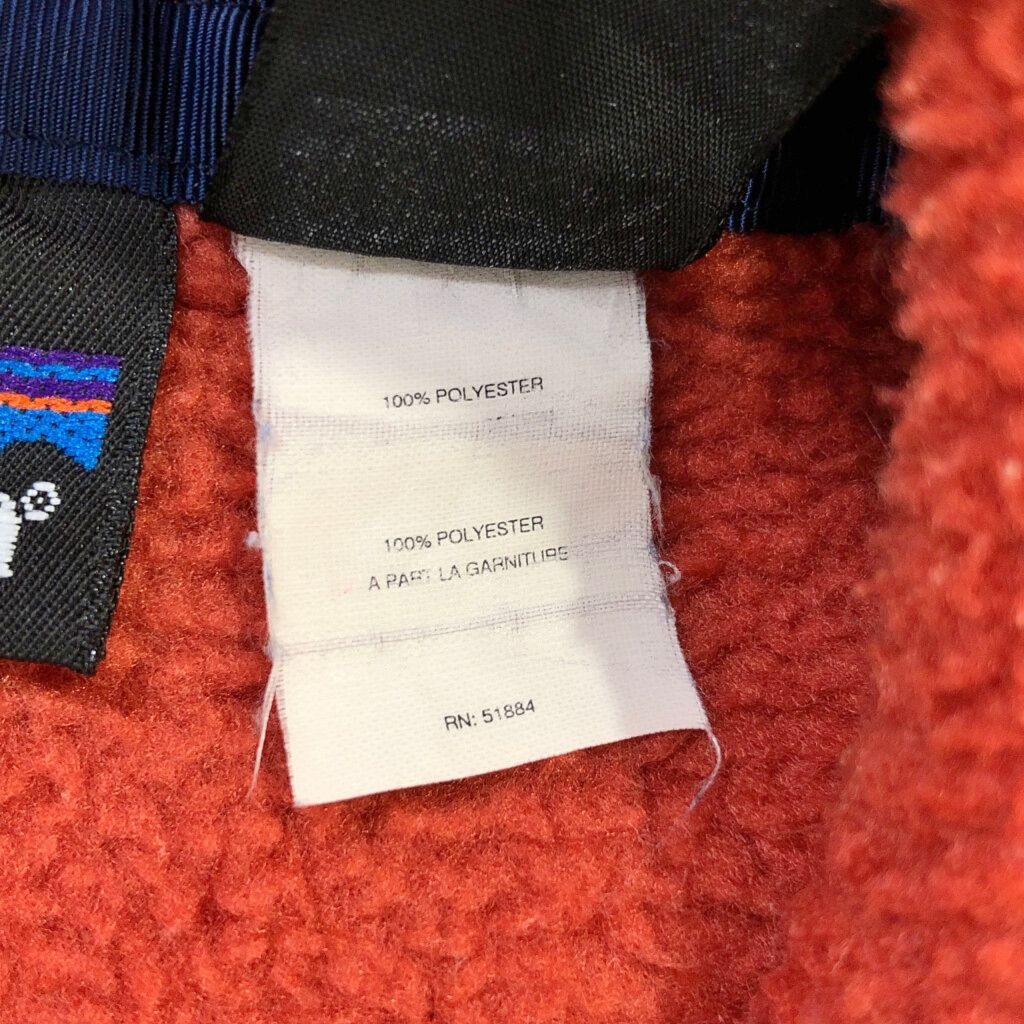 100% POLYESTER
100% POLYESTER
A PART LA GARNITURE
RN: 51884